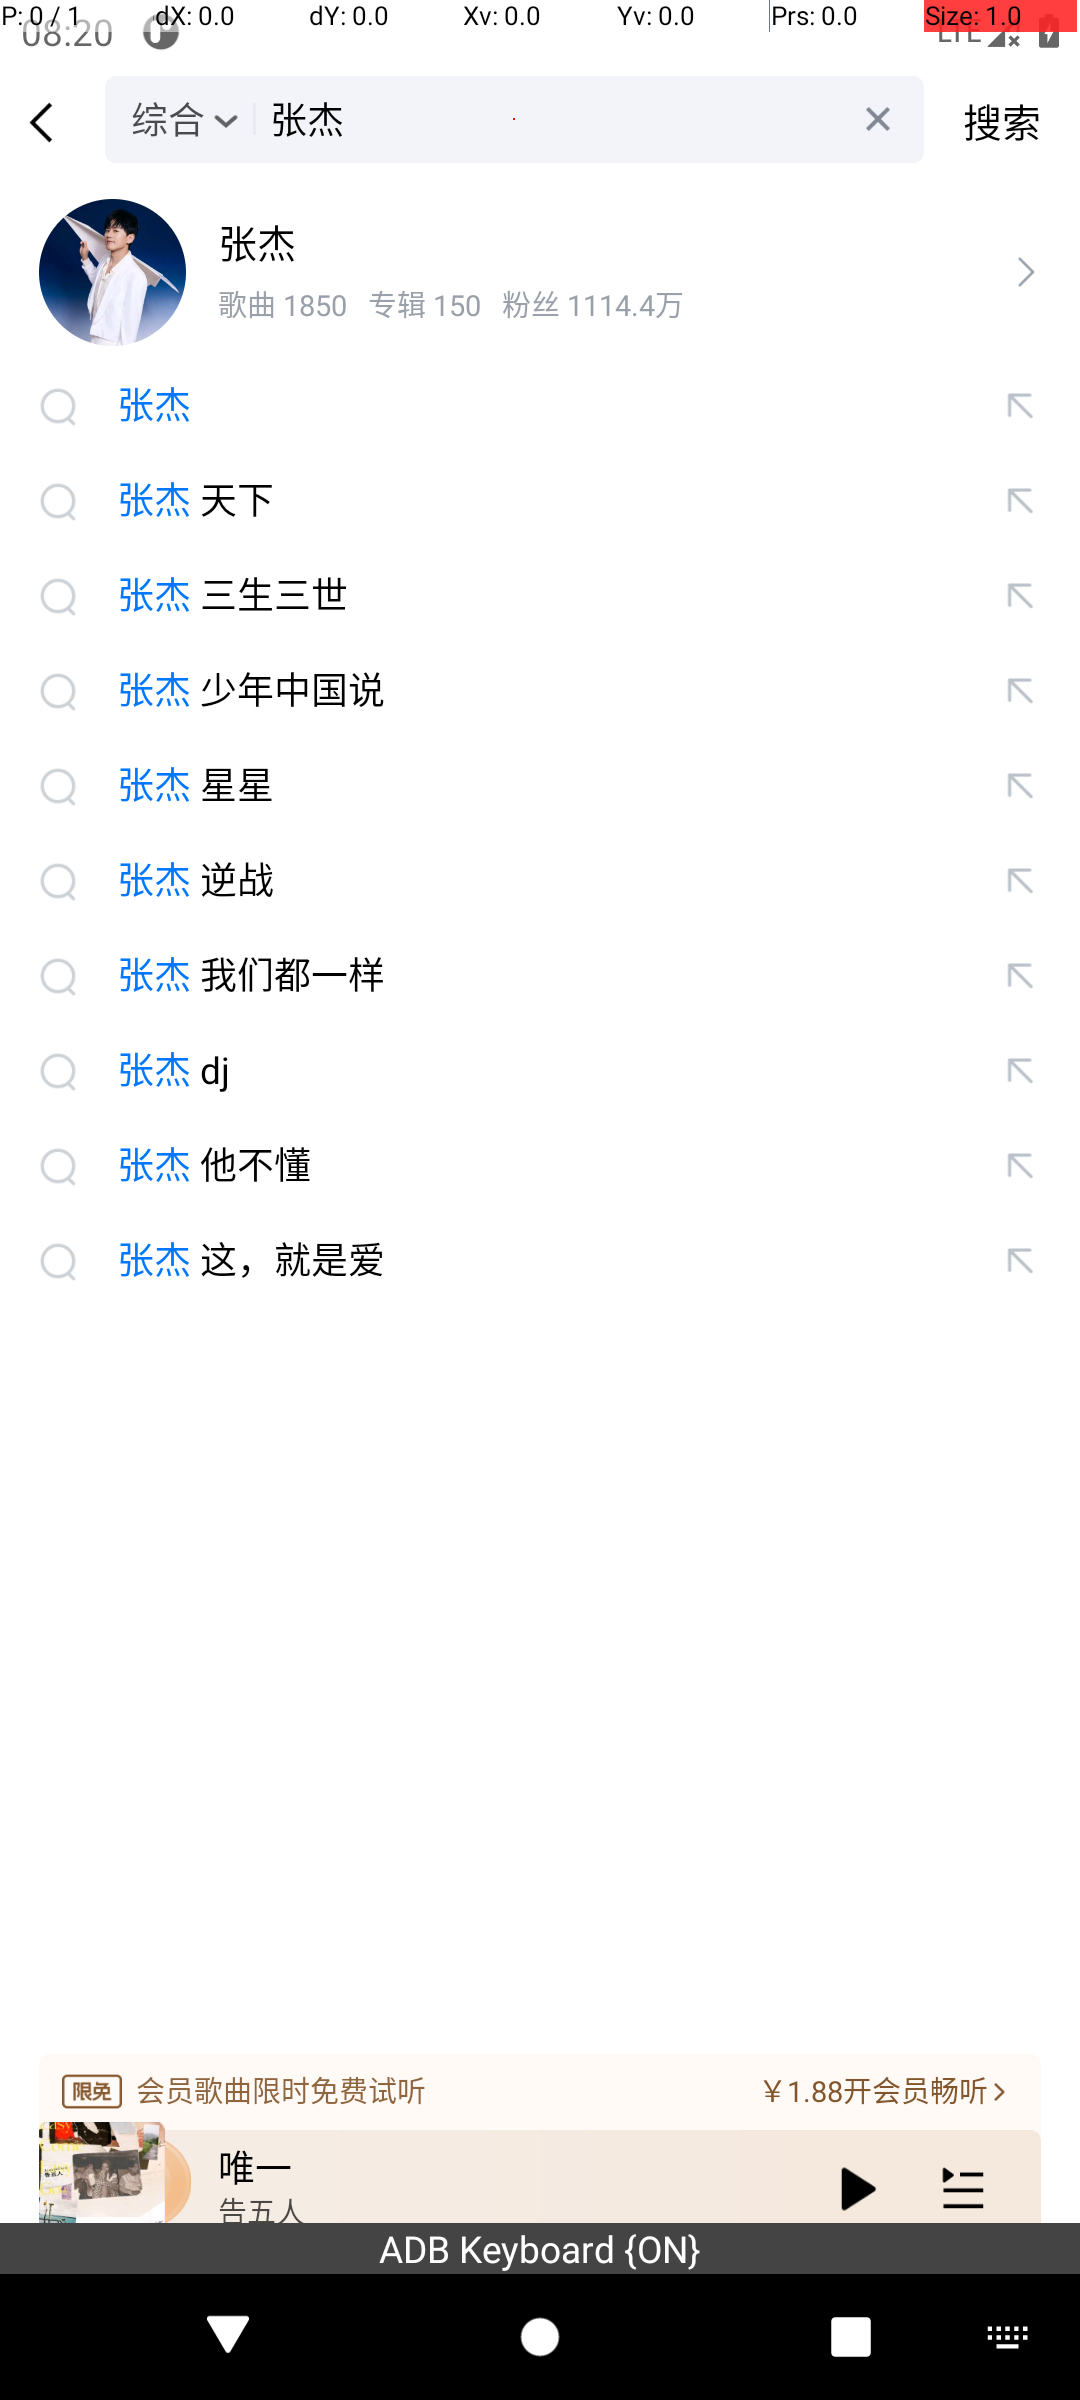 P: 0 / 1 dX: 0.0 dY: 0.0 Xv: 0.0 Yv: 0.0 Prs: 0.0 Size: 1.0
08:20 LTE
综合 张杰 搜索
张杰
歌曲 1850 专辑 150 粉丝 1114.4万
张杰
张杰 天下
张杰 三生三世
张杰 少年中国说
张杰 星星
张杰 逆战
张杰 我们都一样
张杰 dj
张杰 他不懂
张杰 这，就是爱
限免 会员歌曲限时免费试听 ￥1.88开会员畅听
唯一
告五人
ADB Keyboard {ON}